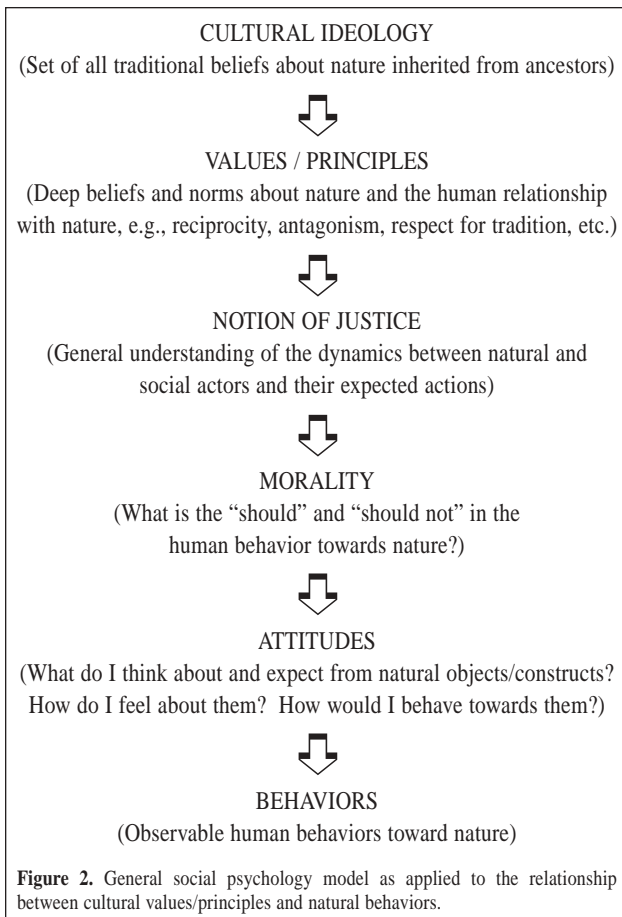 CULTURAL IDEOLOGY
(Set of all traditional beliefs about nature inherited from ancestors)
VALUES / PRINCIPLES
(Deep beliefs and norms about nature and the human relationship
with nature, e.g., reciprocity, antagonism, respect for tradition, etc.)
NOTION OF JUSTICE
(General understanding of the dynamics between natural and
social actors and their expected actions)
MORALITY
(What is the “should” and “should not” in the
human behavior towards nature?)
ATTITUDES
(What do I think about and expect from natural objects/constructs?
How do I feel about them? How would I behave towards them?)
BEHAVIORS
(Observable human behaviors toward nature)
Figure 2. General social psychology model as applied to the relationship
between cultural values/principles and natural behaviors.